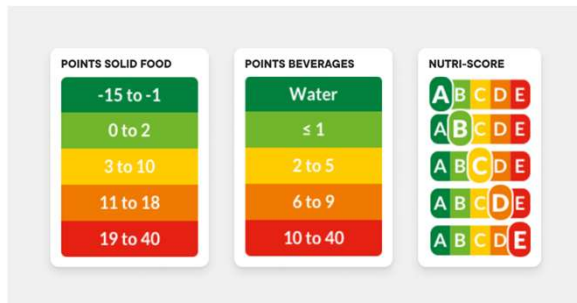 POINTS SOLID FOOD
-15 to -1
0 to 2
3 to 10
11 to 18
19 to 40
POINTS BEVERAGES
Water
≤ 1
2 to 5
6 to 9
10 to 40
NUTRI-SCORE
A B C D E
A B C D E
A B C D E
A B C D E
A B C D E